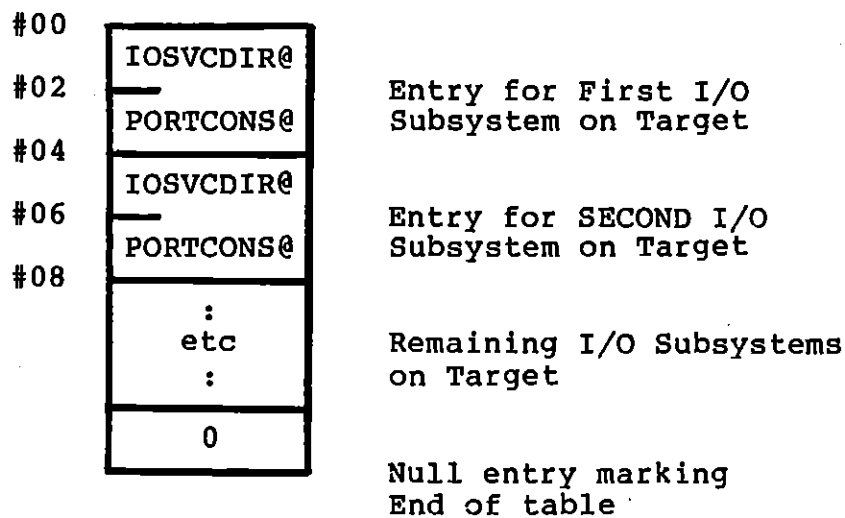 #00
IOSVCDIR@
#02
Entry for First I/O
PORTCONS@
Subsystem on Target
#04
IOSVCDIR@
#06
Entry for SECOND I/O
PORTCONS@
Subsystem on Target
#08
:
etc
Remaining I/O Subsystems
:
on Target
0
Null entry marking
End of table